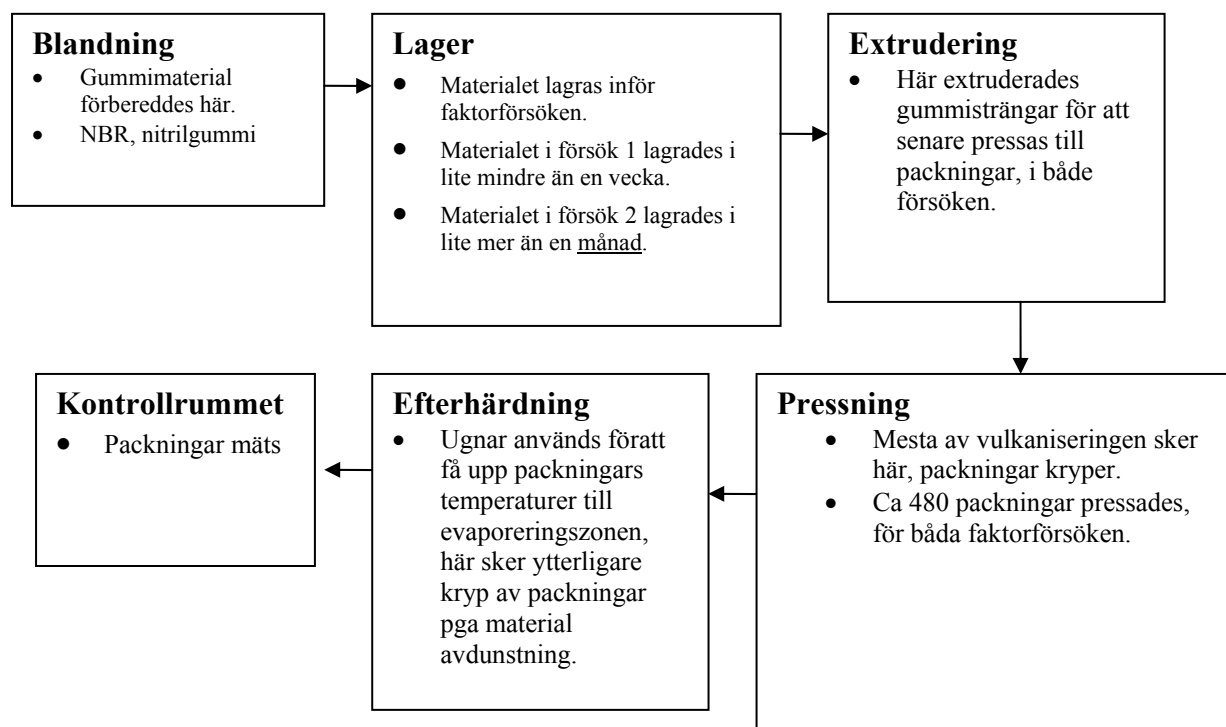 Blandning
• Gummimaterial
förbereddes här.
• NBR, nitrilgummi
Lager
• Materialet lagras inför
faktorförsöken.
• Materialet i försök 1 lagrades i
lite mindre än en vecka.
• Materialet i försök 2 lagrades i
lite mer än en månad.
Extrudering
• Här extruderades
gummisträngar för att
senare pressas till
packningar, i både
försöken.
Kontrollrummet
• Packningar mäts
Efterhärdning
• Ugnar används föratt
få upp packningars
temperaturer till
evaporeringszonen,
här sker ytterligare
kryp av packningar
pga material
avdunstning.
Pressning
• Mesta av vulkaniseringen sker
här, packningar kryper.
• Ca 480 packningar pressades,
för båda faktorförsöken.